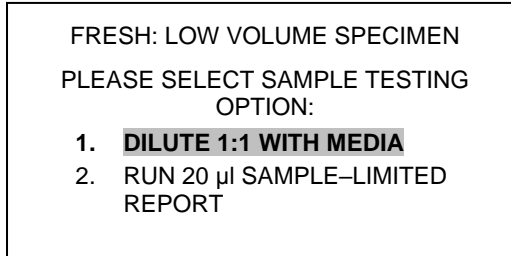 FRESH: LOW VOLUME SPECIMEN
PLEASE SELECT SAMPLE TESTING
OPTION:
1. DILUTE 1:1 WITH MEDIA
2. RUN 20 µl SAMPLE–LIMITED
REPORT